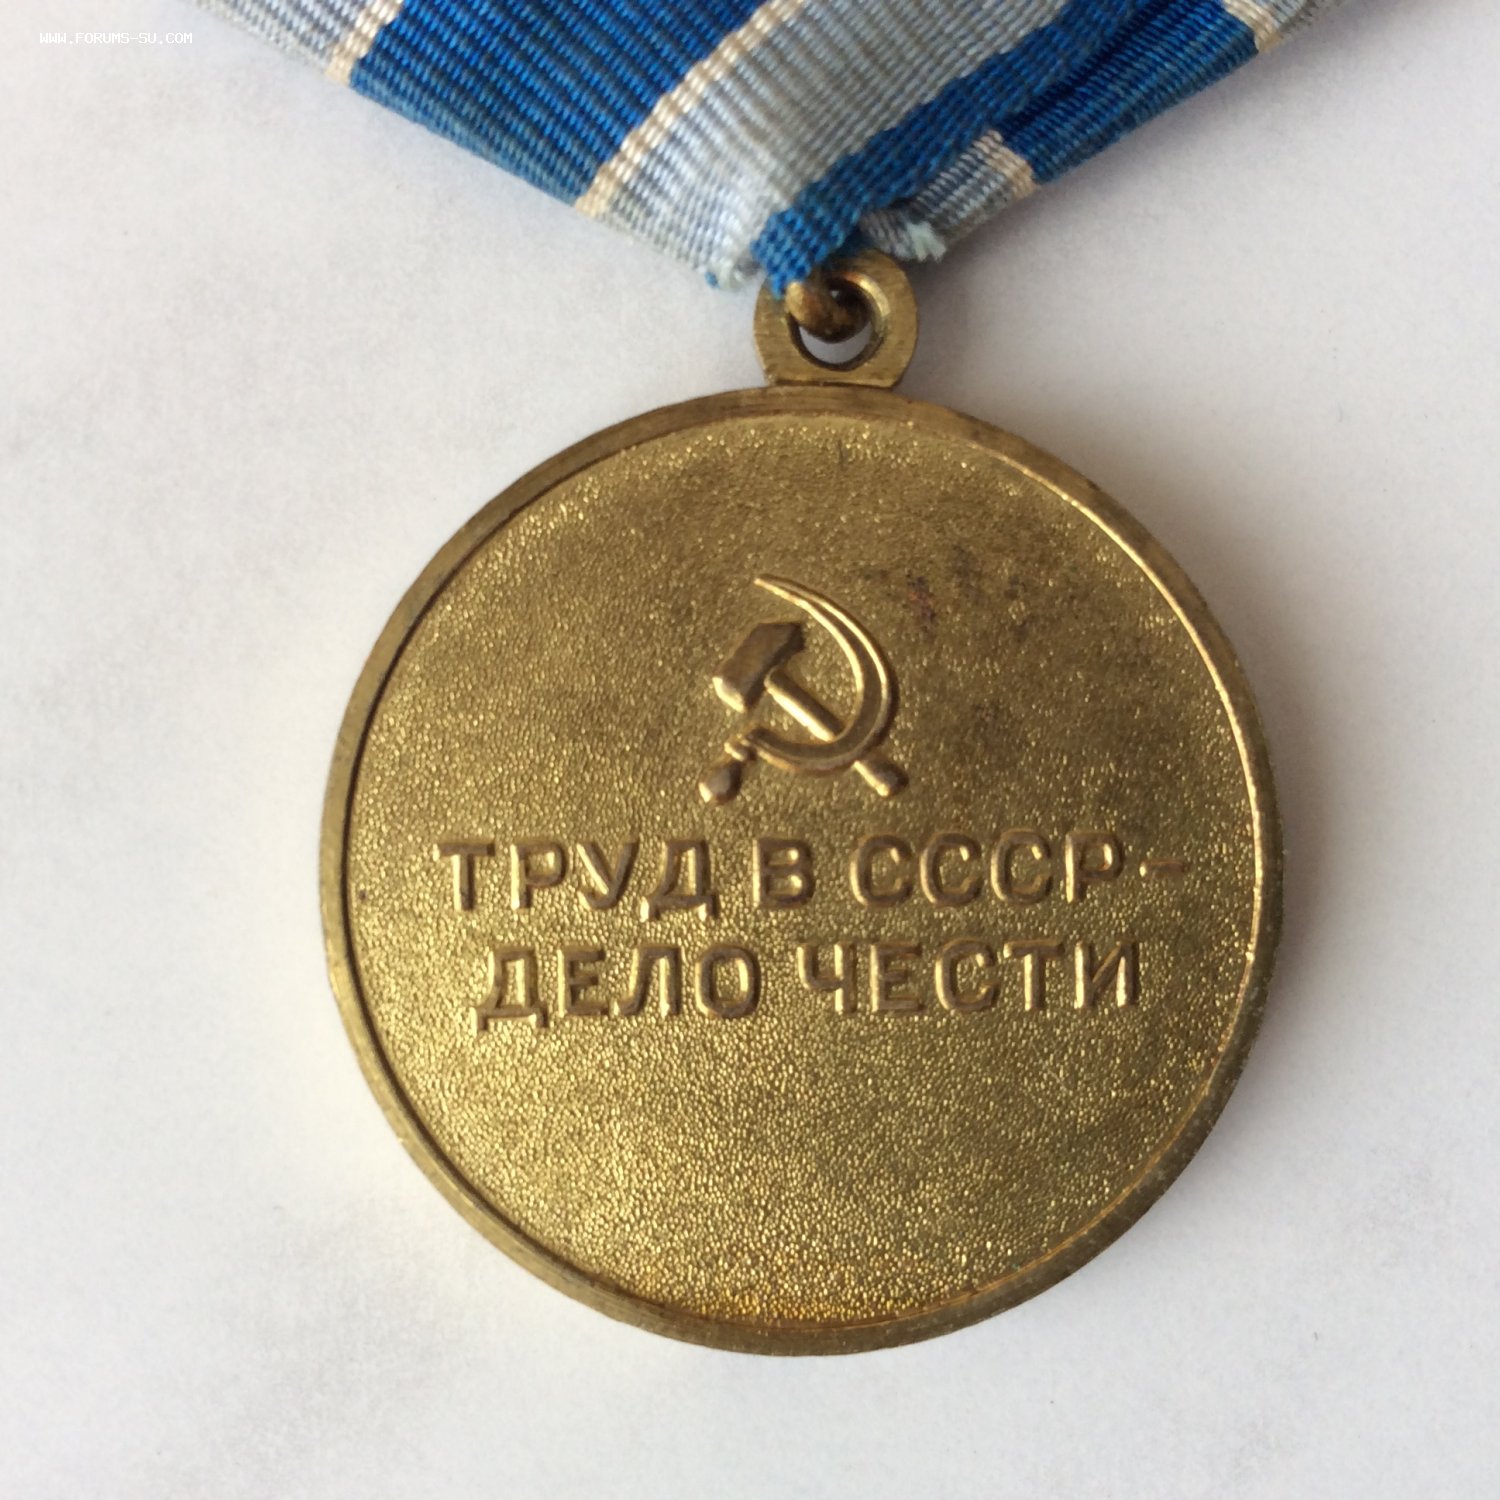 WWW.FORUMS-SU.COM
ТРУД В СССР-
ДЕЛО ЧЕСТИ